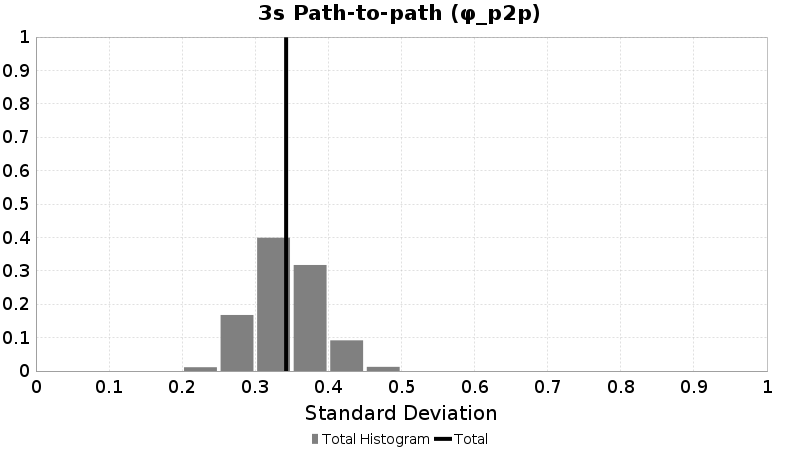 3s Path-to-path (φ_p2p)
1
0.9
0.8
0.7
0.6
0.5
0.4
0.3
0.2
0.1
0
0 0.1 0.2 0.3 0.4 0.5 0.6 0.7 0.8 0.9 1
Standard Deviation
Total Histogram Total